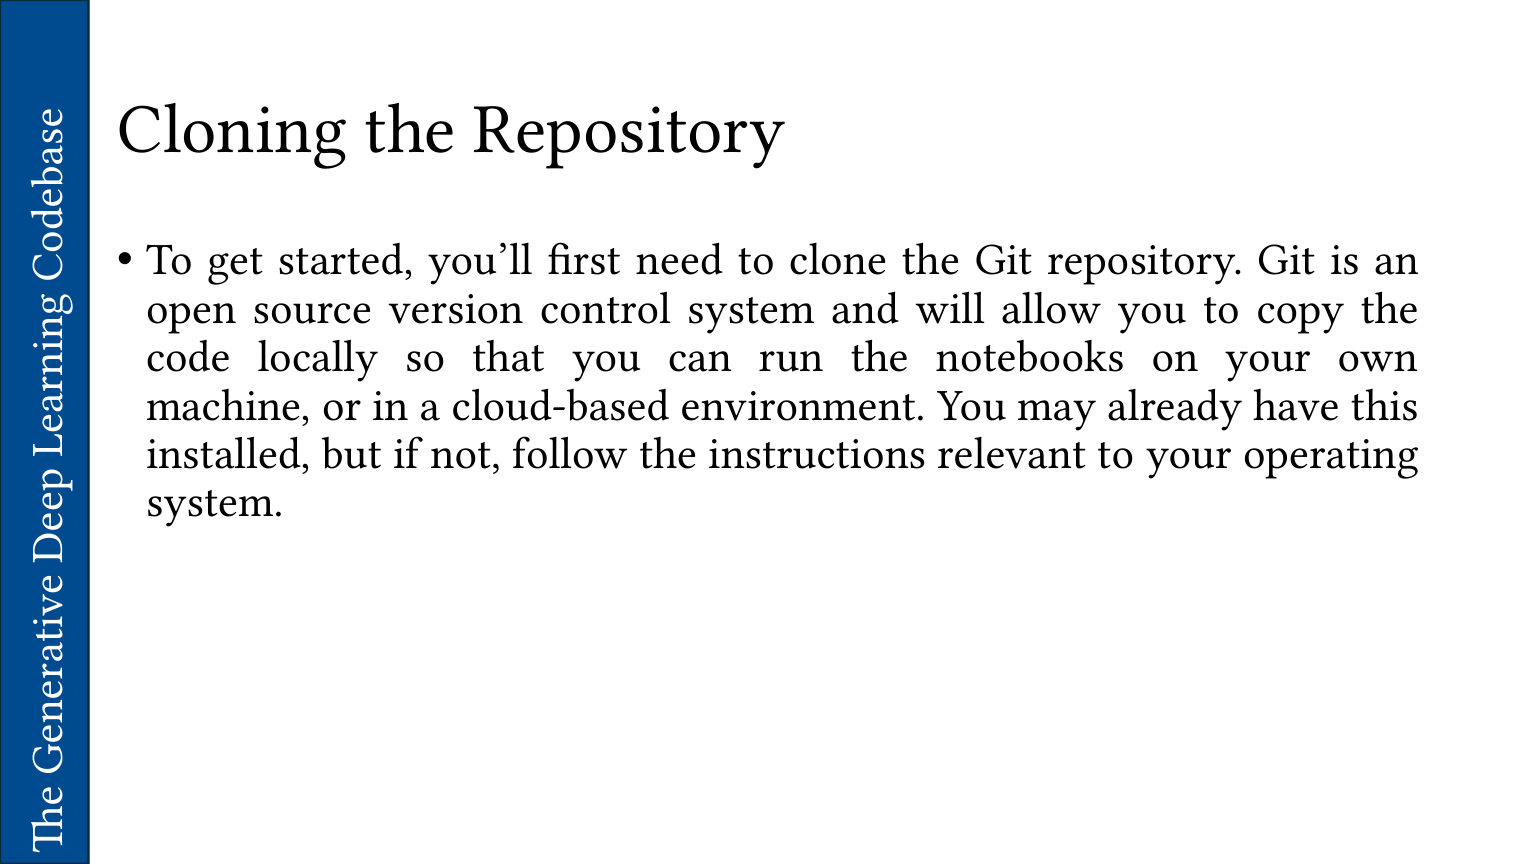 The Generative Deep Learning Codebase
Cloning the Repository
• To get started, you’ll first need to clone the Git repository. Git is an
open source version control system and will allow you to copy the
code locally so that you can run the notebooks on your own
machine, or in a cloud-based environment. You may already have this
installed, but if not, follow the instructions relevant to your operating
system.